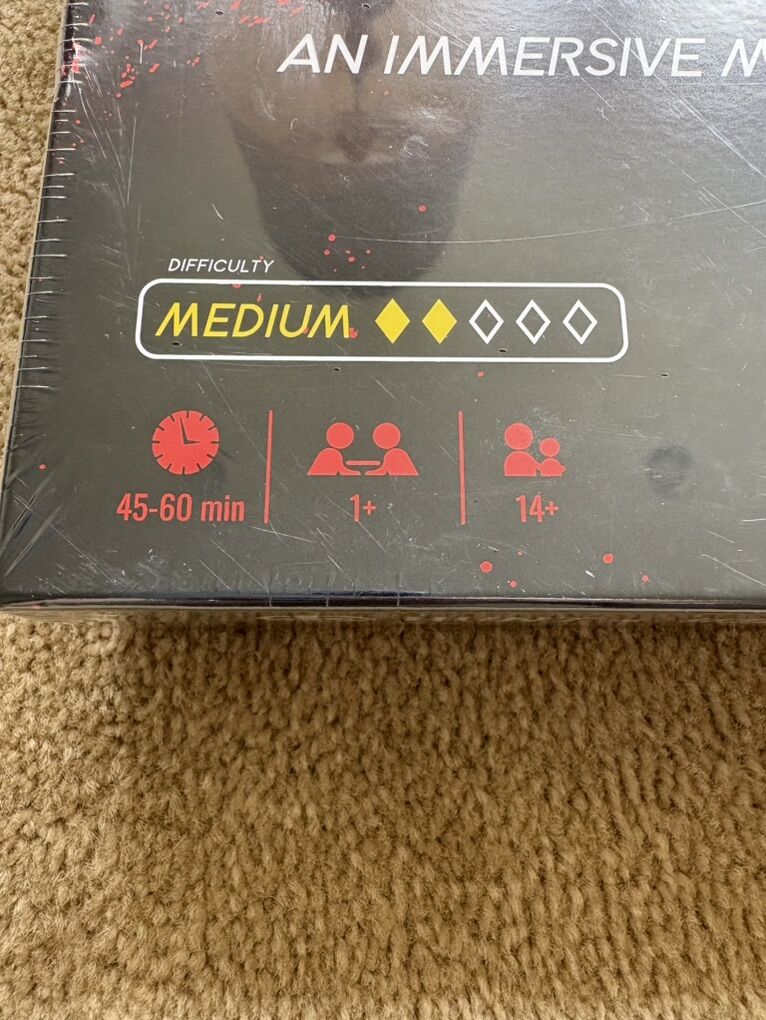 AN IMMERSIVE
DIFFICULTY
MEDIUM
45-60 min
1+
14+